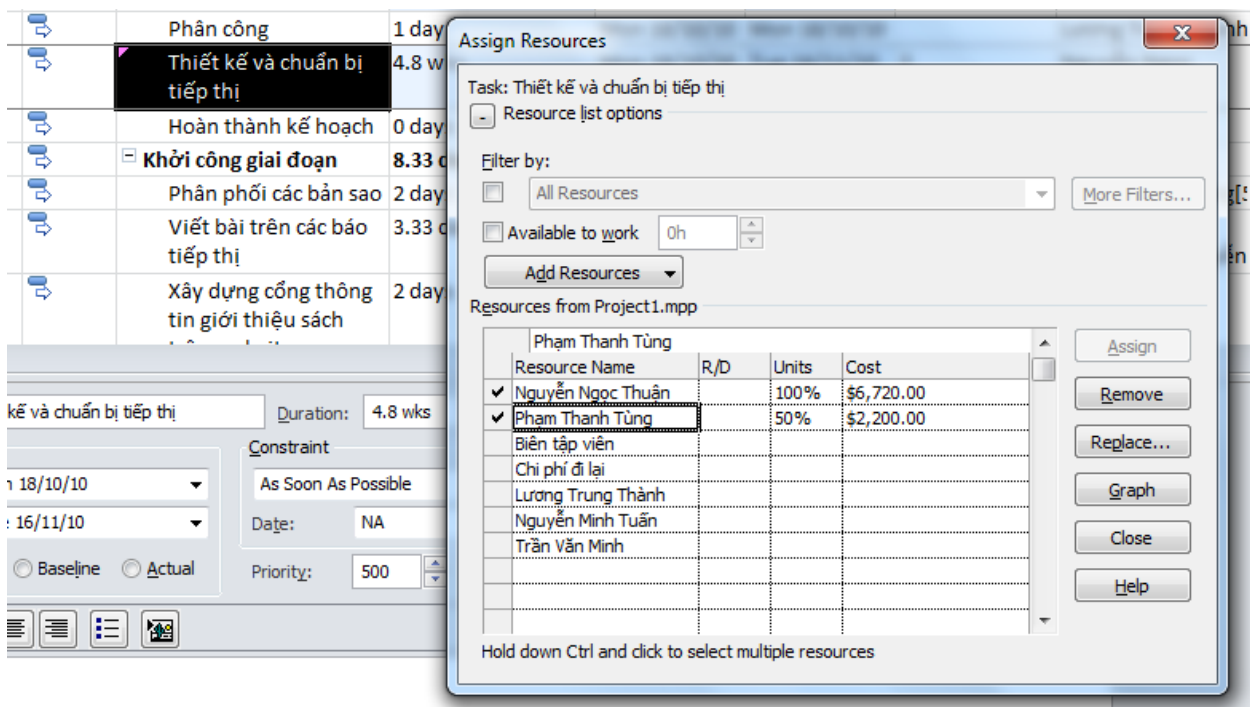 Phân công 1 day
Thiết kế và chuẩn bị 4.8 w
tiếp thị
Hoàn thành kế hoạch 0 day
Khởi công giai đoạn 8.33 d
Phân phối các bản sao 2 day
Viết bài trên các báo 3.33 d
tiếp thị
Xây dựng cổng thông 2 day
tin giới thiệu sách
kế và chuẩn bị tiếp thị Duration: 4.8 wks
Constraint
18/10/10 As Soon As Possible
16/11/10 Date: NA
Baseline Actual Priority: 500
Assign Resources
Task: Thiết kế và chuẩn bị tiếp thị
- Resource list options
Filter by:
All Resources More Filters...
Available to work 0h
Add Resources
Resources from Project1.mpp
Phạm Thanh Tùng Assign
Resource Name R/D Units Cost
Nguyễn Ngọc Thuận 100% $6,720.00 Remove
Phạm Thanh Tùng 50% $2,200.00
Biên tập viên Replace...
Chi phí đi lại
Lương Trung Thành Graph
Nguyễn Minh Tuấn
Trần Văn Minh Close
Help
Hold down Ctrl and click to select multiple resources